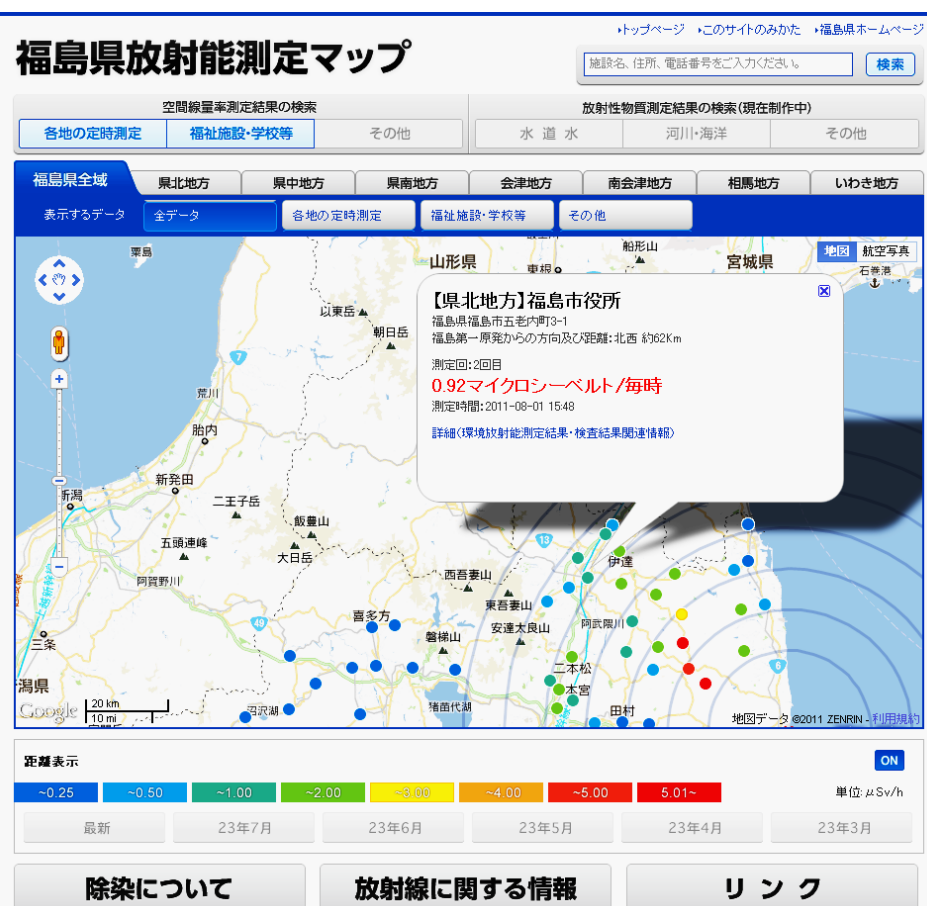 ›トップページ ›このサイトのみかた ›福島県ホームページ
福島県放射能測定マップ
施設名、住所、電話番号をご入力ください。 検索
空間線量率測定結果の検索 放射性物質測定結果の検索(現在制作中)
各地の定時測定 福祉施設・学校等 その他 水道水 河川・海洋 その他
福島県全域 県北地方 県中地方 県南地方 会津地方 南会津地方 相馬地方 いわき地方
表示するデータ 全データ 各地の定時測定 福祉施設・学校等 その他
粟島
山形県
東根
船形山
宮城県
地図 航空写真
石巻港
以東岳
朝日岳
【県北地方】福島市役所
福島県福島市五老内町3-1
福島第一原発からの方向及び距離:北西 約62Km
測定回:2回目
0.92マイクロシーベルト/毎時
測定時間:2011-08-01 15:48
詳細(環境放射能測定結果・検査結果関連情報)
7
荒川
胎内
新発田
新潟
二王子岳
飯豊山
五頭連峰
大日岳
13
伊達
阿賀野川
西吾妻山
東吾妻山
上越新幹線
49
喜多方
安達太良山
阿武隈川
三条
磐梯山
二本松
6
潟県
本宮
20 km
10 mi
Google
沼沢湖
猪苗代湖
田村
地図データ ©2011 ZENRIN - 利用規約
距離表示 ON
~0.25 ~0.50 ~1.00 ~2.00 ~3.00 ~4.00 ~5.00 5.01~ 単位:μSv/h
最新 23年7月 23年6月 23年5月 23年4月 23年3月
除染について 放射線に関する情報 リンク